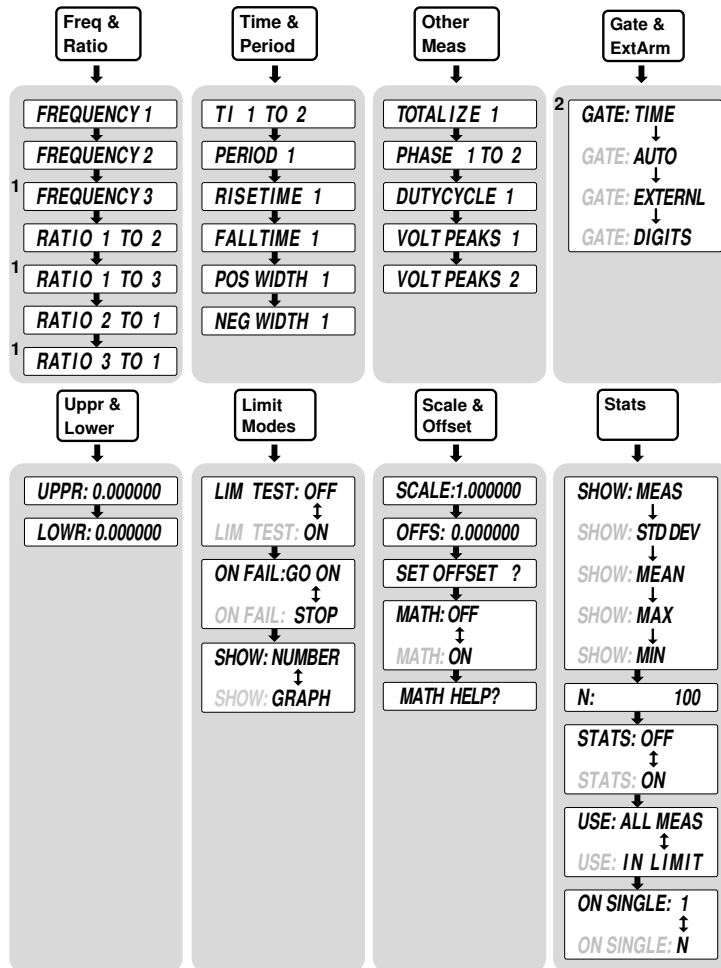 Freq &
Ratio
FREQUENCY 1
FREQUENCY 2
1
FREQUENCY 3
RATIO 1 TO 2
1
RATIO 1 TO 3
RATIO 2 TO 1
1
RATIO 3 TO 1
Time &
Period
TI 1 TO 2
PERIOD 1
RISETIME 1
FALLTIME 1
POS WIDTH 1
NEG WIDTH 1
Other
Meas
TOTALIZE 1
PHASE 1 TO 2
DUTYCYCLE 1
VOLT PEAKS 1
VOLT PEAKS 2
Gate &
ExtArm
2
GATE: TIME
GATE: AUTO
GATE: EXTERNL
GATE: DIGITS
Uppr &
Lower
UPPR: 0.000000
LOWR: 0.000000
Limit
Modes
LIM TEST: OFF
LIM TEST: ON
ON FAIL:GO ON
ON FAIL: STOP
SHOW: NUMBER
SHOW: GRAPH
Scale &
Offset
SCALE:1.000000
OFFS: 0.000000
SET OFFSET ?
MATH: OFF
MATH: ON
MATH HELP?
Stats
SHOW: MEAS
SHOW: STD DEV
SHOW: MEAN
SHOW: MAX
SHOW: MIN
N: 100
STATS: OFF
STATS: ON
USE: ALL MEAS
USE: IN LIMIT
ON SINGLE: 1
ON SINGLE: N